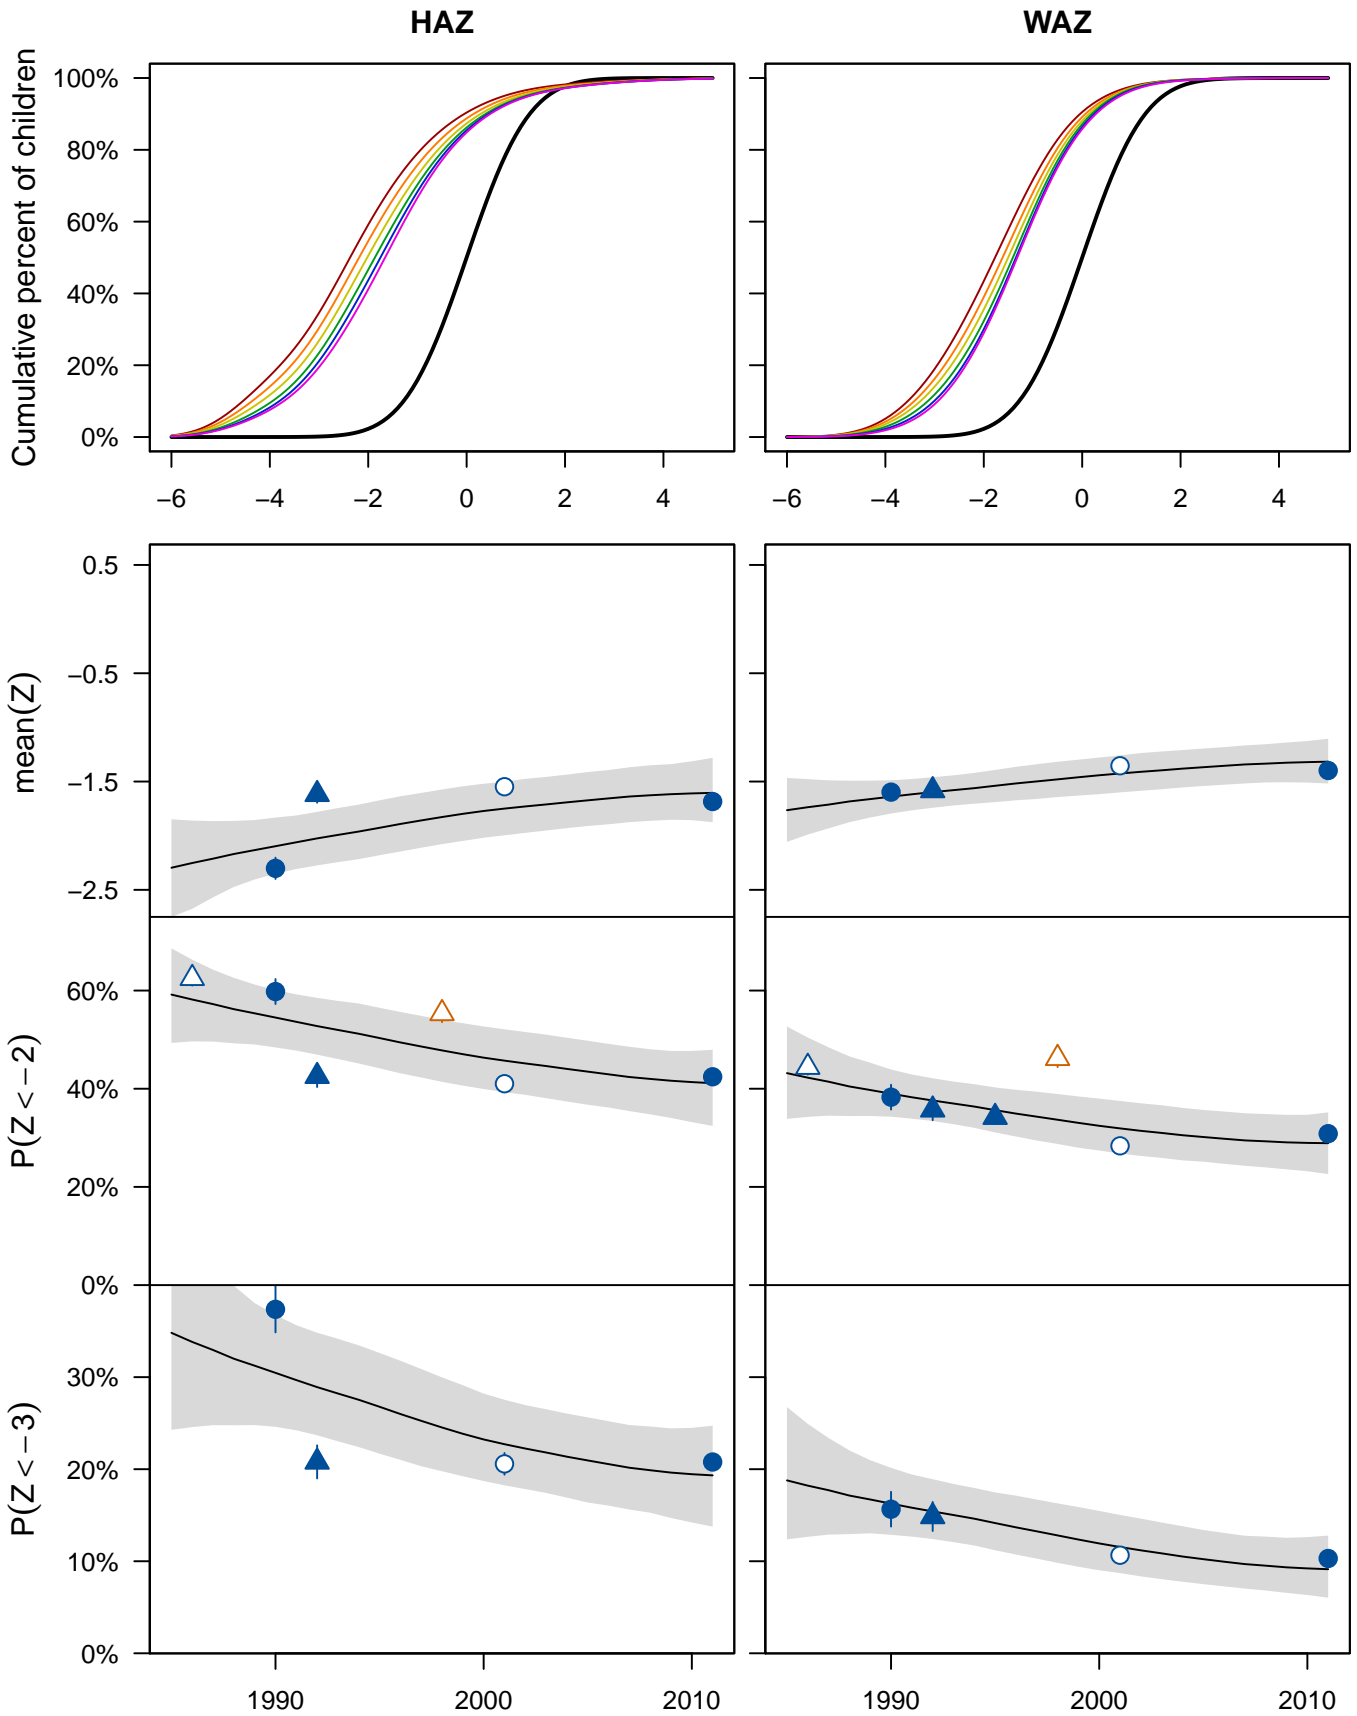 HAZ
WAZ
Cumulative percent of children
100%
80%
60%
40%
20%
0%
−6 −4 −2 0 2 4
−6 −4 −2 0 2 4
mean(Z)
0.5
−0.5
−1.5
−2.5
P(Z < −2)
60%
40%
20%
0%
P(Z < −3)
30%
20%
10%
0%
1990 2000 2010
1990 2000 2010